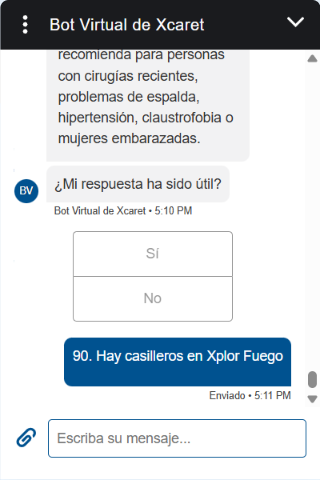 Bot Virtual de Xcaret
recomienda para personas
con cirugías recientes,
problemas de espalda,
hipertensión, claustrofobia o
mujeres embarazadas.
¿Mi respuesta ha sido útil?
BV
Bot Virtual de Xcaret • 5:10 PM
Sí
No
90. Hay casilleros en Xplor Fuego
Enviado • 5:11 PM
Escriba su mensaje...